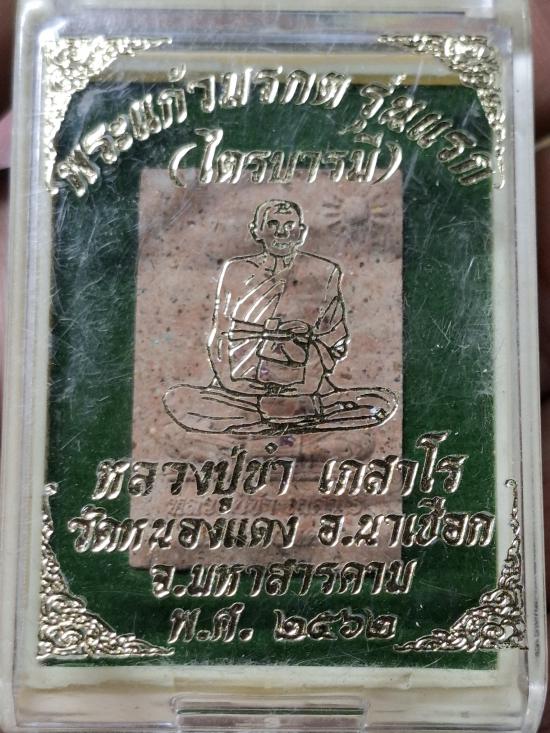 พระแก้วมรกต รุ่นแรก
(ไตรบารมี)
หลวงปู่ขำ เกสาโร
วัดหนองแดง อ.นาเชือก
จ.มหาสารคาม
พ.ศ. ๒๕๖๒